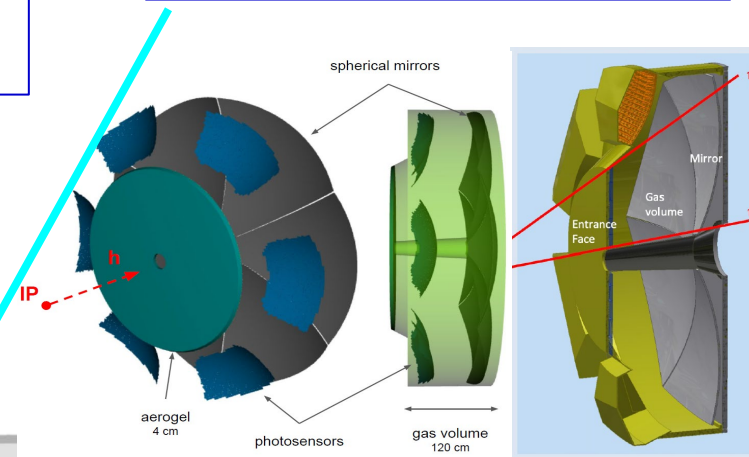 spherical mirrors
IP
h
aerogel
4 cm
photosensors
gas volume
120 cm
Mirror
Gas
volume
Entrance
Face